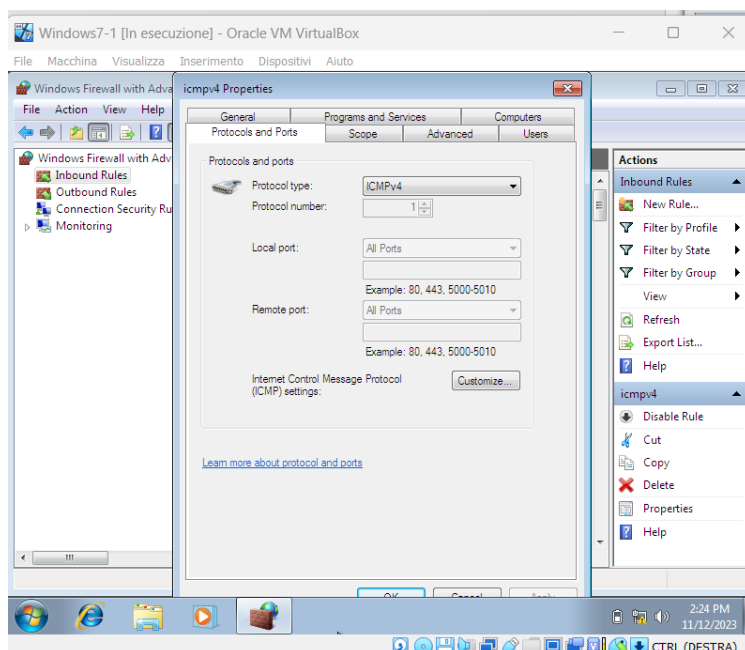 Windows7-1 [In esecuzione] - Oracle VM VirtualBox
File Macchina Visualizza Inserimento Dispositivi Aiuto
Windows Firewall with Adva
File Action View Help
Windows Firewall with Adv
Inbound Rules
Outbound Rules
Connection Security Ru
Monitoring
icmpv4 Properties
General Programs and Services Computers
Protocols and Ports Scope Advanced Users
Protocols and ports
Protocol type: ICMPv4
Protocol number: 1
Local port: All Ports
Example: 80, 443, 5000-5010
Remote port: All Ports
Example: 80, 443, 5000-5010
Internet Control Message Protocol
(ICMP) settings: Customize...
Learn more about protocol and ports
OK Cancel Apply
Actions
Inbound Rules
New Rule...
Filter by Profile
Filter by State
Filter by Group
View
Refresh
Export List...
Help
icmpv4
Disable Rule
Cut
Copy
Delete
Properties
Help
2:24 PM
11/12/2023
CTRL (DESTRA)